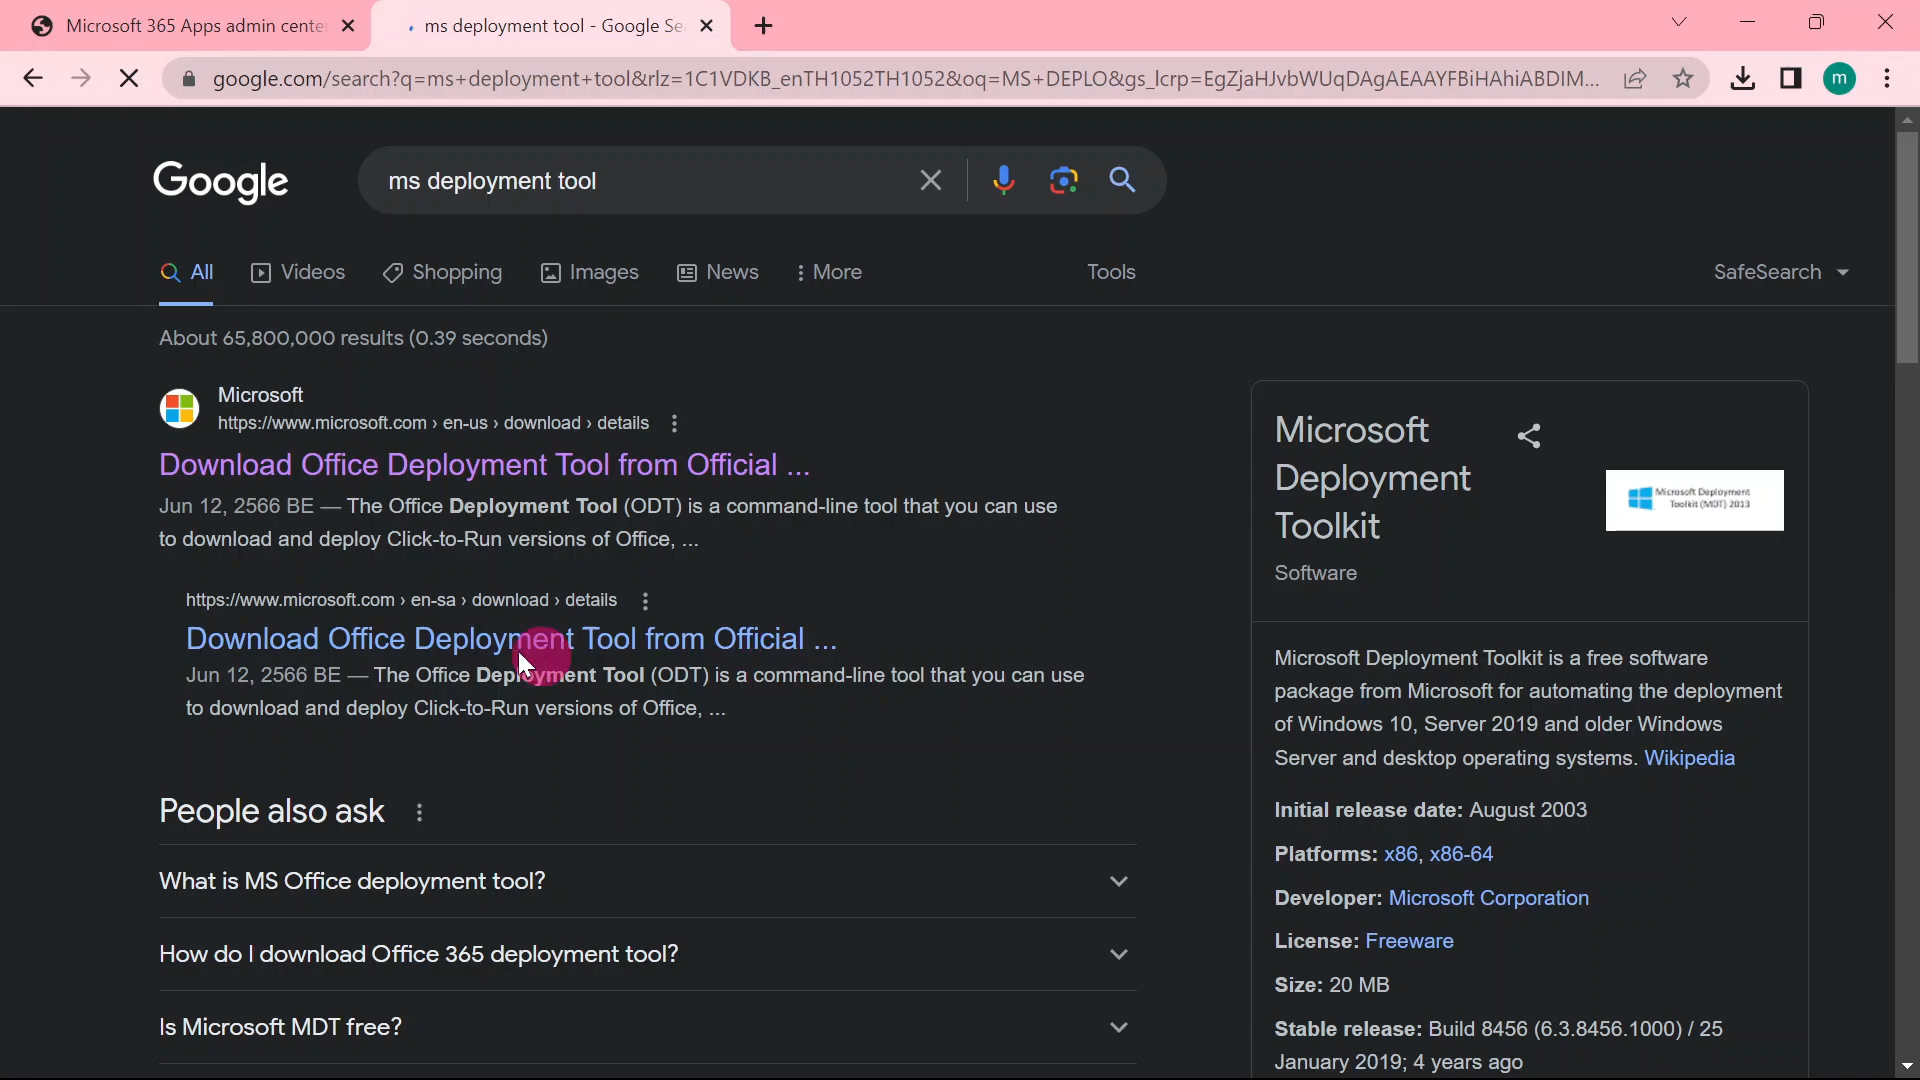 Microsoft 365 Apps admin cente
ms deployment tool - Google Se
google.com/search?q=ms+deployment+tool&rlz=1C1VDKB_enTH1052TH1052&oq=MS+DEPLO&gs_lcrp=EgZjaHJvbWUqDAgAEAAYFBiHAhiABDIM...
m
Google
ms deployment tool
All
Videos
Shopping
Images
News
More
Tools
SafeSearch
About 65,800,000 results (0.39 seconds)
Microsoft
https://www.microsoft.com › en-us › download › details
Download Office Deployment Tool from Official ...
Jun 12, 2566 BE — The Office Deployment Tool (ODT) is a command-line tool that you can use
to download and deploy Click-to-Run versions of Office, ...
https://www.microsoft.com › en-sa › download › details
Download Office Deployment Tool from Official ...
Jun 12, 2566 BE — The Office Deployment Tool (ODT) is a command-line tool that you can use
to download and deploy Click-to-Run versions of Office, ...
People also ask
What is MS Office deployment tool?
How do I download Office 365 deployment tool?
Is Microsoft MDT free?
Microsoft
Deployment
Toolkit
Software
Microsoft Deployment
Toolkit (MDT) 2013
Microsoft Deployment Toolkit is a free software
package from Microsoft for automating the deployment
of Windows 10, Server 2019 and older Windows
Server and desktop operating systems. Wikipedia
Initial release date: August 2003
Platforms: x86, x86-64
Developer: Microsoft Corporation
License: Freeware
Size: 20 MB
Stable release: Build 8456 (6.3.8456.1000) / 25
January 2019; 4 years ago